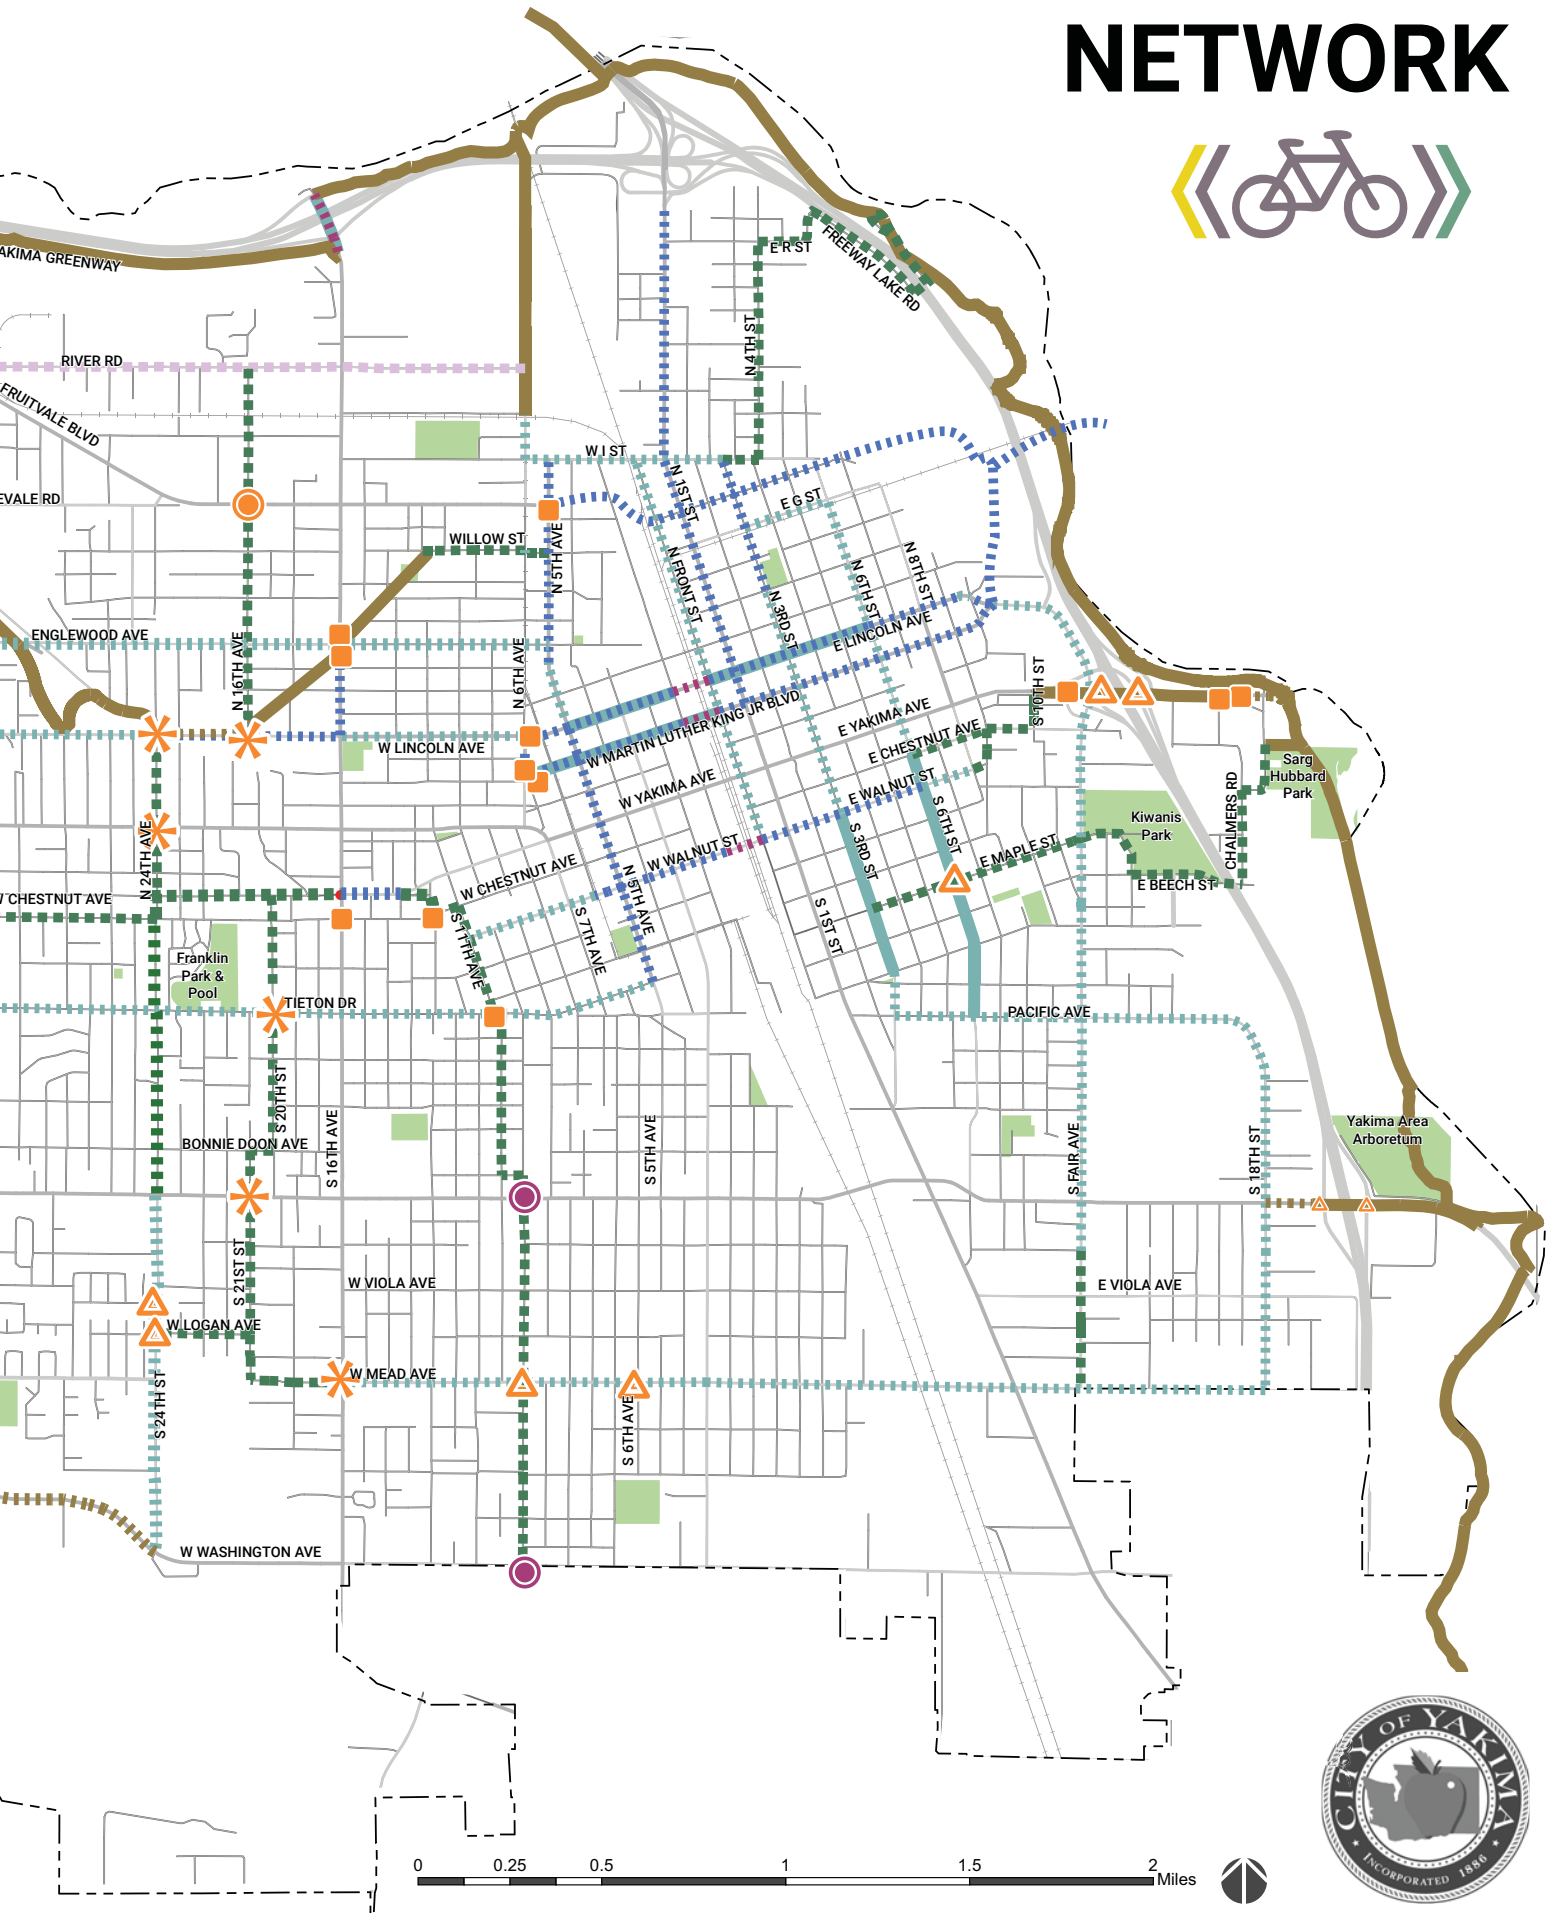 NETWORK
AKIMA GREENWAY
E R ST
FREEWAY LAKE RD
N 4TH ST
RIVER RD
FRUITVALE BLVD
W I ST
N 1ST ST
EVALE RD
E G ST
WILLOW ST
N 5TH AVE
N FRONT ST
N 6TH ST
N 8TH ST
N 3RD ST
ENGLEWOOD AVE
N 16TH AVE
N 6TH AVE
E LINCOLN AVE
S 10TH ST
W LINCOLN AVE
W MARTIN LUTHER KING JR BLVD
E YAKIMA AVE
E CHESTNUT AVE
W YAKIMA AVE
E WALNUT ST
Sarg
Hubbard
Park
CHALMERS RD
Kiwanis
Park
S 6TH ST
S 3RD ST
E MAPLE ST
N 24TH AVE
W WALNUT ST
W CHESTNUT AVE
N 5TH AVE
E BEECH ST
W CHESTNUT AVE
S 11TH AVE
S 7TH AVE
S 1ST ST
Franklin
Park &
Pool
TIETON DR
PACIFIC AVE
S 20TH ST
S 16TH AVE
S 5TH AVE
S FAIR AVE
S 18TH ST
Yakima Area
Arboretum
BONNIE DOON AVE
S 21ST ST
W VIOLA AVE
E VIOLA AVE
W LOGAN AVE
W MEAD AVE
S 24TH ST
S 6TH AVE
W WASHINGTON AVE
0 0.25 0.5 1 1.5 2
Miles
CITY OF YAKIMA
INCORPORATED 1886